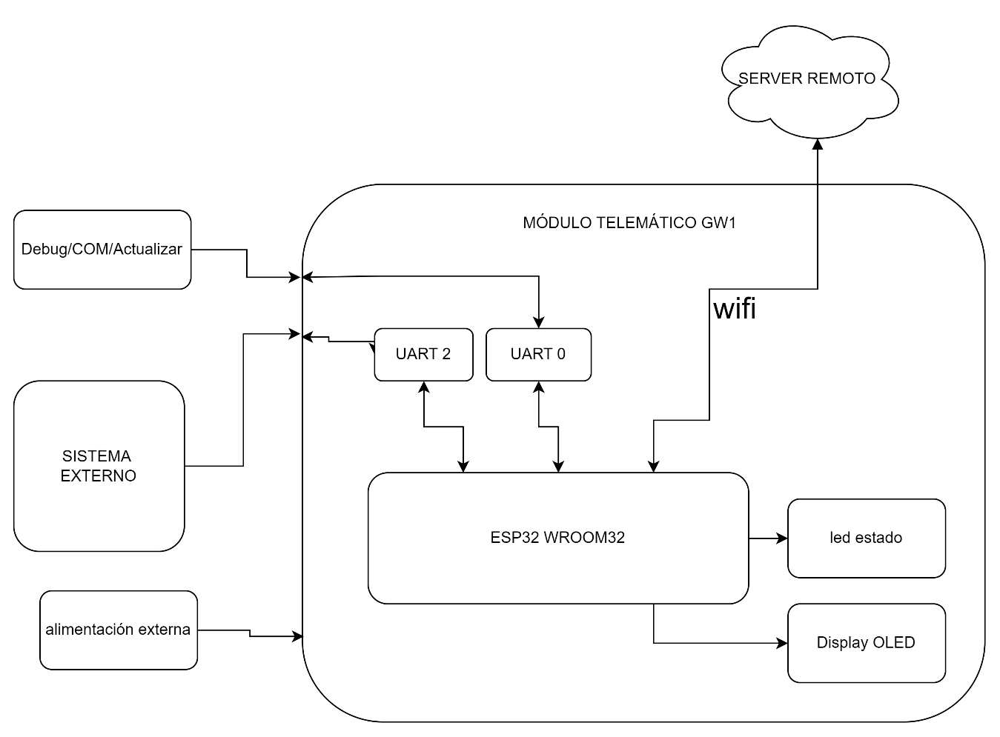 SERVER REMOTO
MÓDULO TELEMÁTICO GW1
Debug/COM/Actualizar
wifi
UART 2
UART 0
SISTEMA
EXTERNO
ESP32 WROOM32
led estado
alimentación externa
Display OLED